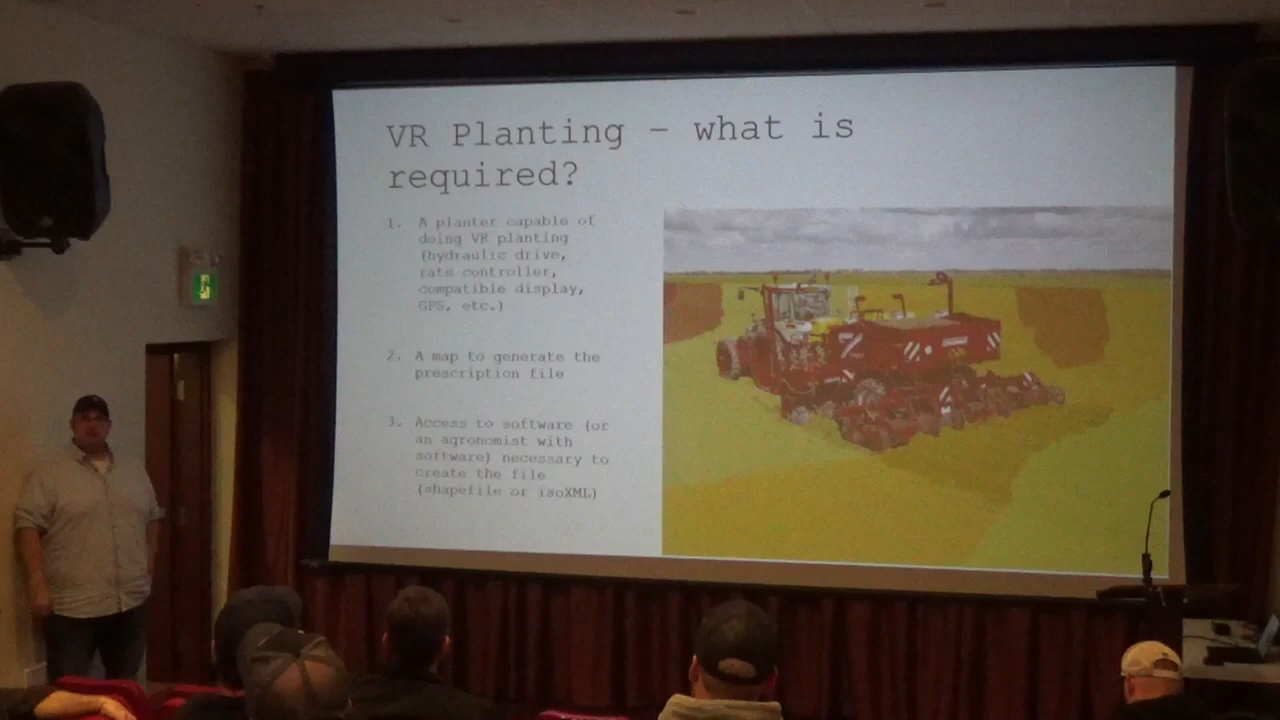 VR Planting – what is
required?
1. A planter capable of
doing VR planting
(hydraulic drive,
rate controller,
compatible display,
GPS, etc.)
2. A map to generate the
prescription file
3. Access to software (or
an agronomist with
software) necessary to
create the file
(shapefile or isoXML)